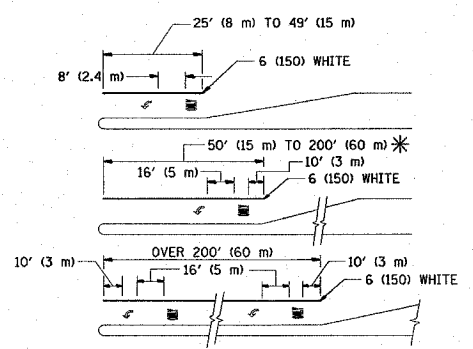 25' (8 m) TO 49' (15 m)
8' (2.4 m)
6 (150) WHITE
50' (15 m) TO 200' (60 m) *
16' (5 m)
10' (3 m)
6 (150) WHITE
OVER 200' (60 m)
10' (3 m)
16' (5 m)
10' (3 m)
6 (150) WHITE